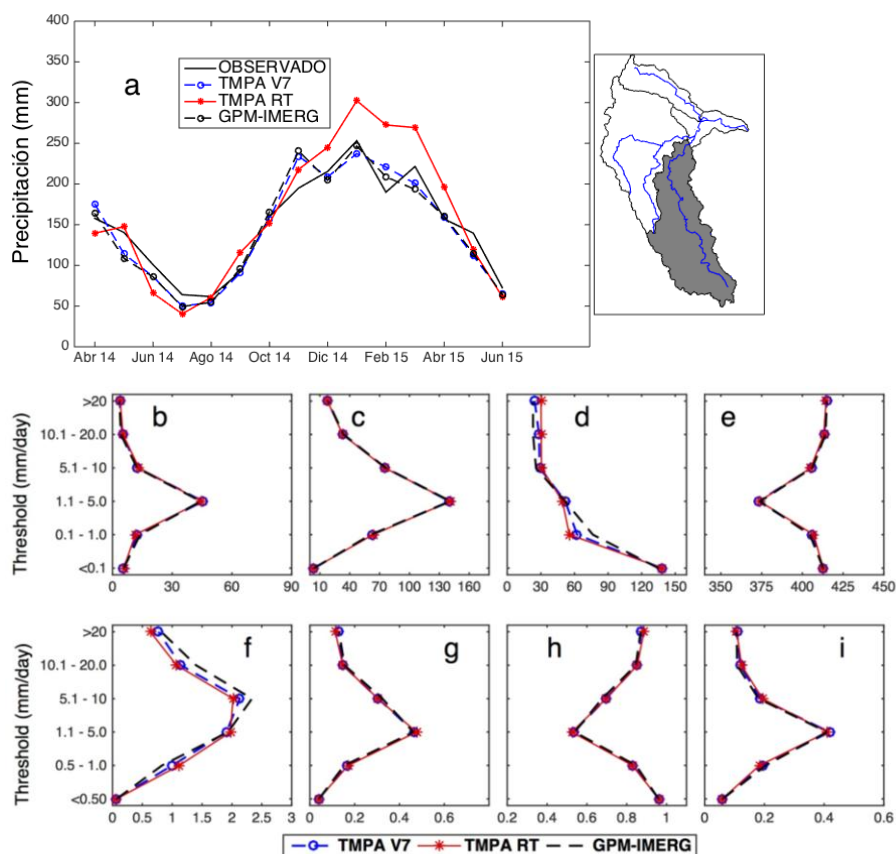 400
350
300
250
200
150
100
50
0
Precipitación (mm)
a
OBSERVADO
TMPA V7
TMPA RT
GPM-IMERG
Abr 14 Jun 14 Ago 14 Oct 14 Dic 14 Feb 15 Abr 15 Jun 15
Threshold (mm/day)
>20
10.1 - 20.0
5.1 - 10
1.1 - 5.0
0.1 - 1.0
<0.1
b
0 30 60 90
c
10 40 70 100 130 160
d
0 30 60 90 120 150
e
350 375 400 425 450
Threshold (mm/day)
>20
10.1 - 20.0
5.1 - 10
1.1 - 5.0
0.5 - 1.0
<0.50
f
0 0.5 1 1.5 2 2.5 3
g
0 0.2 0.4 0.6 0.8
h
0.2 0.4 0.6 0.8 1
i
0 0.2 0.4 0.6
TMPA V7 TMPA RT GPM-IMERG